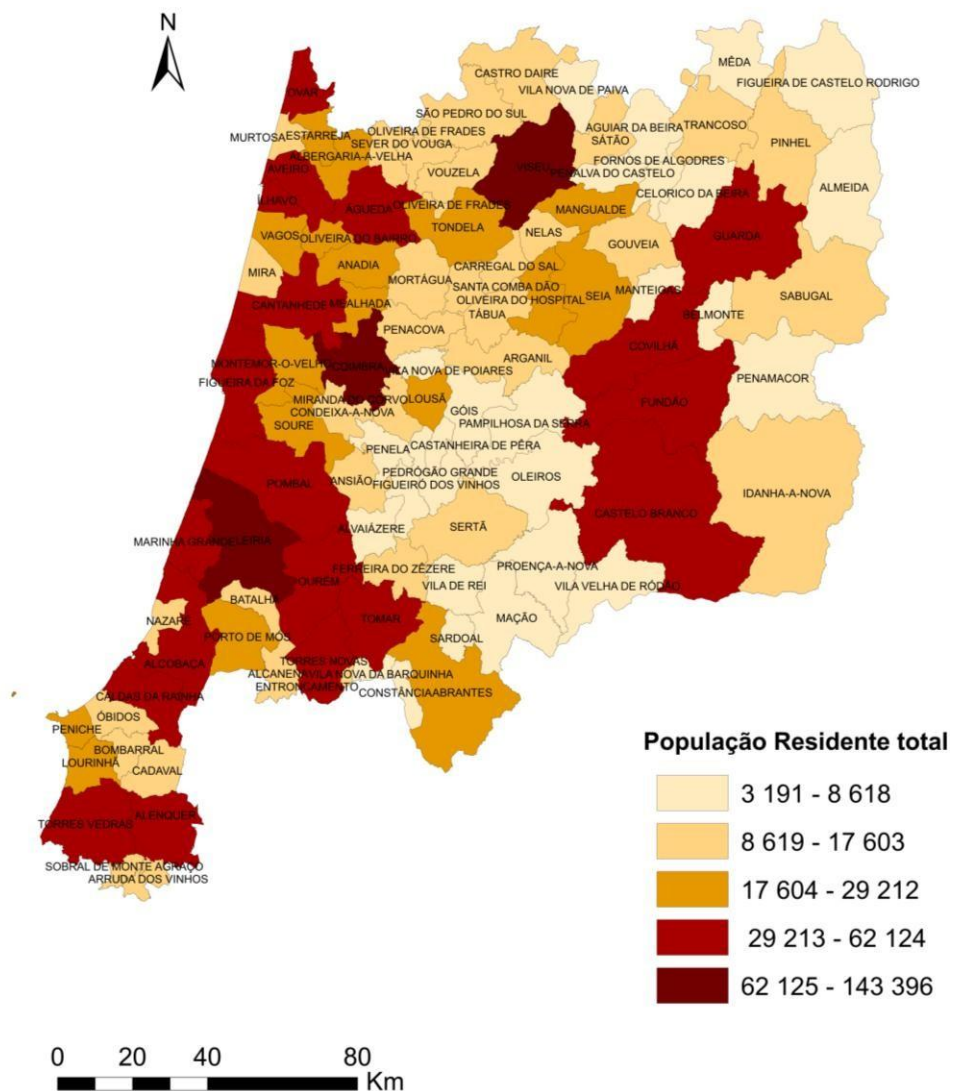 N
OVAR
CASTRO DAIRE
VILA NOVA DE PAIVA
MÊDA
FIGUEIRA DE CASTELO RODRIGO
SÃO PEDRO DO SUL
MURTOSA
ESTARREJA
OLIVEIRA DE FRADES
SEVER DO VOUGA
ALBERGARIA-A-VELHA
AGUIAR DA BEIRA
SÁTÃO
TRANCOSO
PINHEL
AVEIRO
VOUZELA
VISEU
FORNOS DE ALGODRES
PENALVA DO CASTELO
CELORICO DA BEIRA
ALMEIDA
ÍLHAVO
ÁGUEDA
OLIVEIRA DE FRADES
MANGUALDE
TONDELA
NELAS
GUARDA
VAGOS
OLIVEIRA DO BAIRRO
GOUVEIA
MIRA
ANADIA
MORTÁGUA
CARREGAL DO SAL
SANTA COMBA DÃO
OLIVEIRA DO HOSPITAL
SEIA
MANTEIGAS
SABUGAL
CANTANHEDE
MEALHADA
TÁBUA
BELMONTE
PENACOVA
COVILHÃ
MONTEMOR-O-VELHO
COIMBRA
VILA NOVA DE POIARES
ARGANIL
PENAMACOR
FIGUEIRA DA FOZ
MIRANDA DO CORVO
LOUSÃ
FUNDÃO
CONDEIXA-A-NOVA
GÓIS
SOURE
PAMPILHOSA DA SERRA
PENELA
CASTANHEIRA DE PÊRA
POMBAL
ANSIÃO
PEDRÓGÃO GRANDE
FIGUEIRÓ DOS VINHOS
OLEIROS
IDANHA-A-NOVA
ALVAIÁZERE
SERTÃ
CASTELO BRANCO
MARINHA GRANDE
LEIRIA
FERREIRA DO ZÊZERE
PROENÇA-A-NOVA
OURÉM
VILA DE REI
VILA VELHA DE RÓDÃO
BATALHA
NAZARÉ
TOMAR
MAÇÃO
PORTO DE MÓS
SARDOAL
ALCOBAÇA
TORRES NOVAS
ALCANENA
VILA NOVA DA BARQUINHA
ENTRONCAMENTO
CONSTÂNCIA
ABRANTES
CALDAS DA RAINHA
ÓBIDOS
PENICHE
BOMBARRAL
LOURINHÃ
CADAVAL
ALENQUER
TORRES VEDRAS
SOBRAL DE MONTE AGRAÇO
ARRUDA DOS VINHOS
População Residente total
3 191 - 8 618
8 619 - 17 603
17 604 - 29 212
29 213 - 62 124
62 125 - 143 396
0 20 40 80
Km